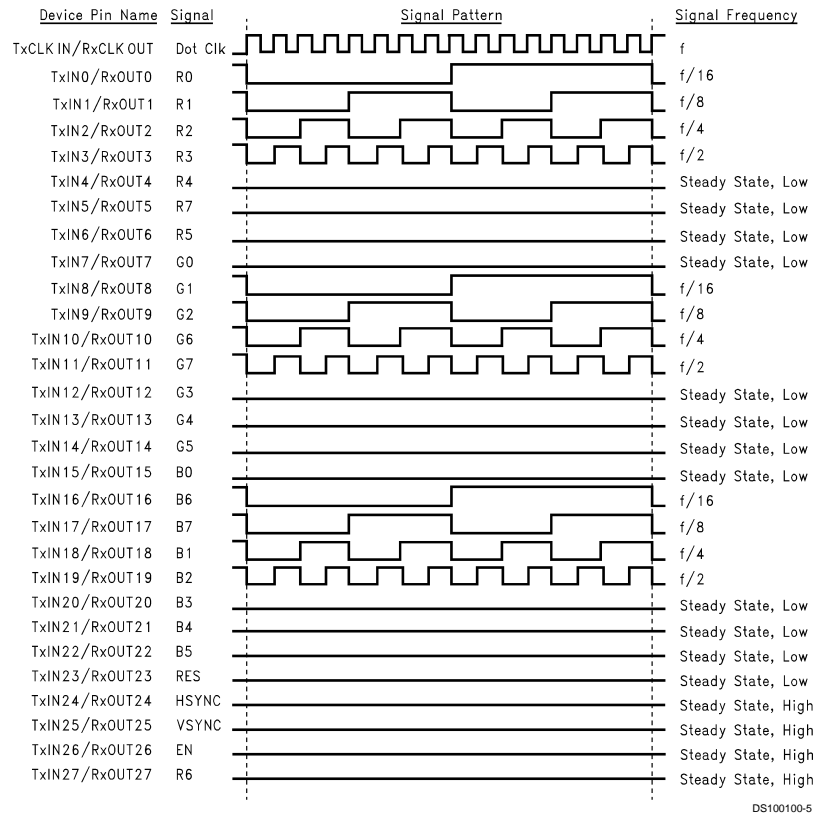 Device Pin Name Signal Signal Pattern Signal Frequency
TxCLK IN/RxCLK OUT Dot Clk f
TxIN0/RxOUT0 R0 f/16
TxIN1/RxOUT1 R1 f/8
TxIN2/RxOUT2 R2 f/4
TxIN3/RxOUT3 R3 f/2
TxIN4/RxOUT4 R4 Steady State, Low
TxIN5/RxOUT5 R7 Steady State, Low
TxIN6/RxOUT6 R5 Steady State, Low
TxIN7/RxOUT7 G0 Steady State, Low
TxIN8/RxOUT8 G1 f/16
TxIN9/RxOUT9 G2 f/8
TxIN10/RxOUT10 G6 f/4
TxIN11/RxOUT11 G7 f/2
TxIN12/RxOUT12 G3 Steady State, Low
TxIN13/RxOUT13 G4 Steady State, Low
TxIN14/RxOUT14 G5 Steady State, Low
TxIN15/RxOUT15 B0 Steady State, Low
TxIN16/RxOUT16 B6 f/16
TxIN17/RxOUT17 B7 f/8
TxIN18/RxOUT18 B1 f/4
TxIN19/RxOUT19 B2 f/2
TxIN20/RxOUT20 B3 Steady State, Low
TxIN21/RxOUT21 B4 Steady State, Low
TxIN22/RxOUT22 B5 Steady State, Low
TxIN23/RxOUT23 RES Steady State, Low
TxIN24/RxOUT24 HSYNC Steady State, High
TxIN25/RxOUT25 VSYNC Steady State, High
TxIN26/RxOUT26 EN Steady State, High
TxIN27/RxOUT27 R6 Steady State, High
DS100100-5